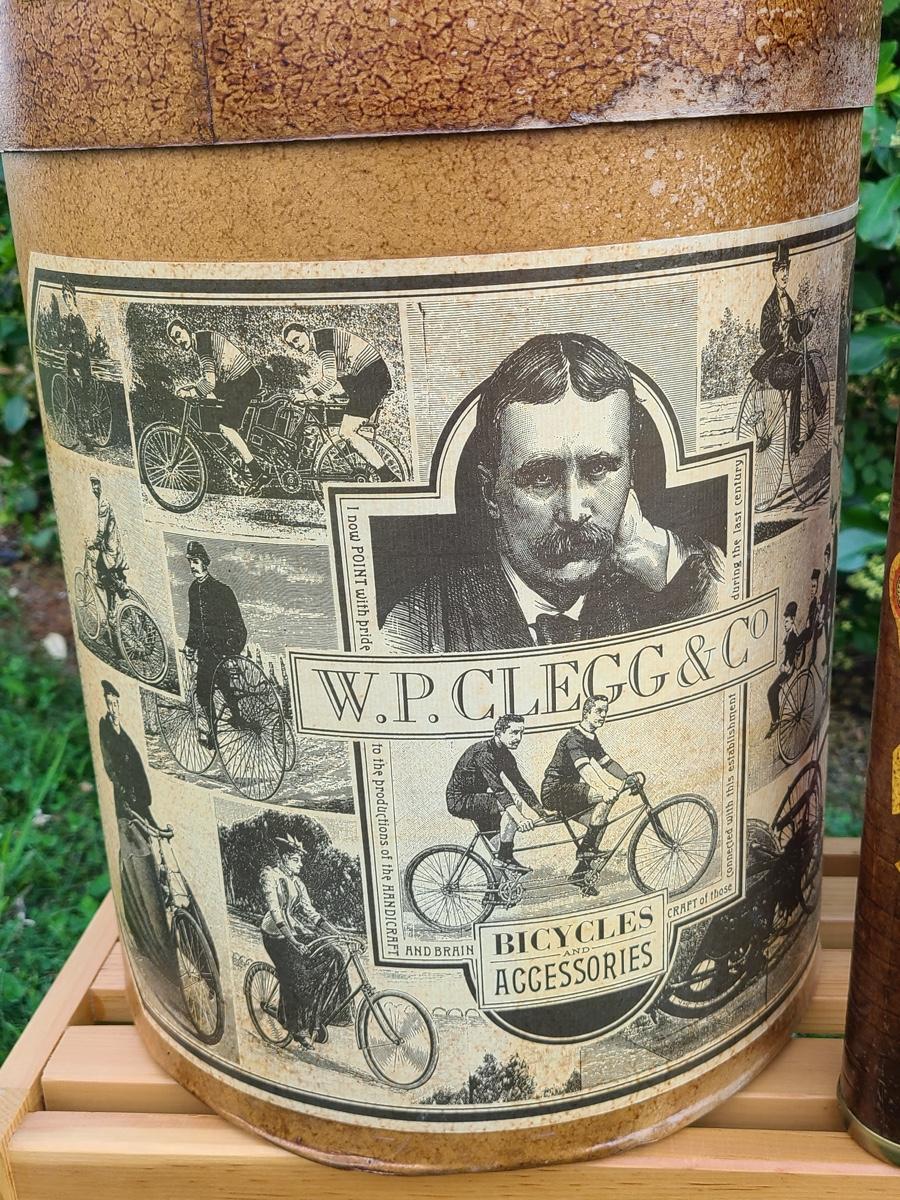 I now POINT with pride
to the productions of the HANDICRAFT
AND BRAIN
CRAFT of those
connected with this establishment
during the last century
W.P. CLEGG & Co
BICYCLES
AND
ACCESSORIES